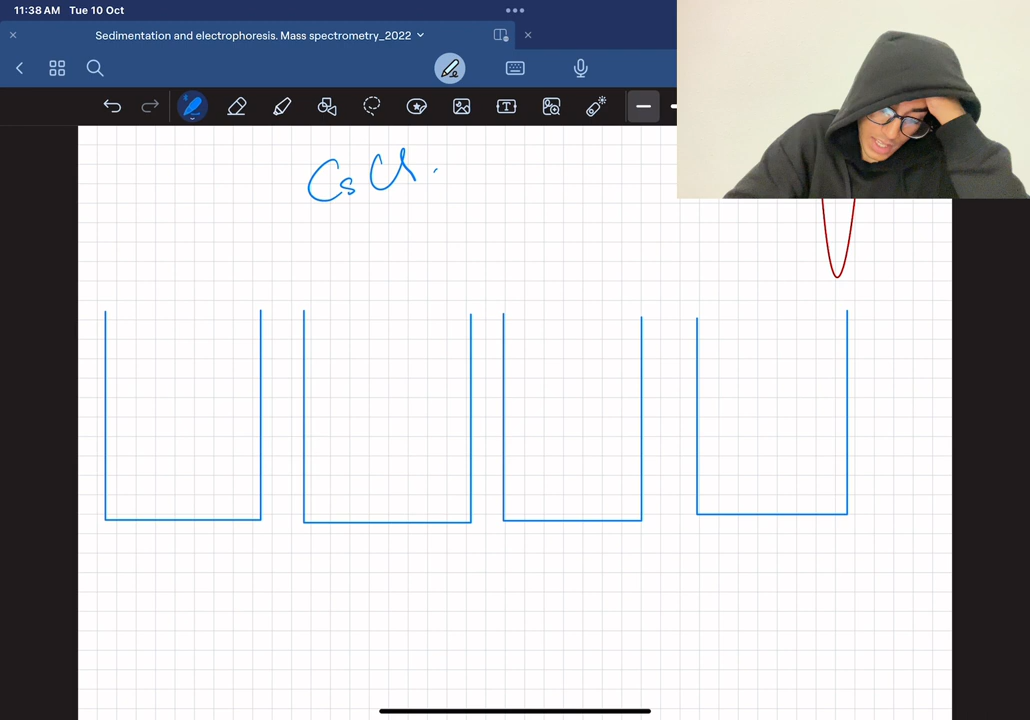 11:38 AM Tue 10 Oct
Sedimentation and electrophoresis. Mass spectrometry_2022
CsCl